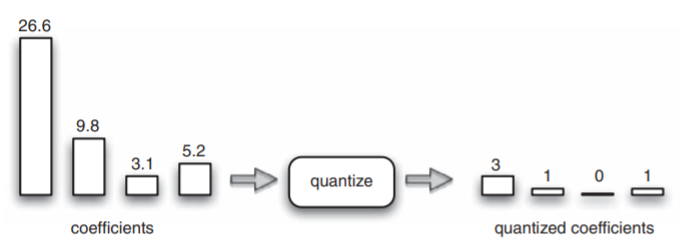 26.6
9.8
3.1
5.2
3
1
0
1
quantize
coefficients
quantized coefficients